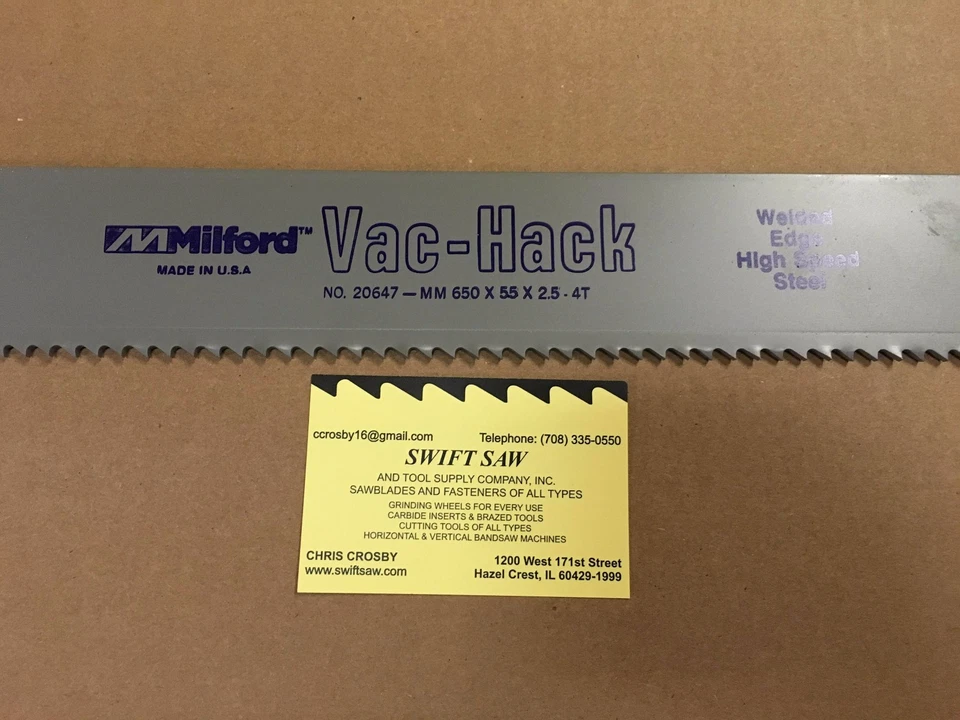 Milford™
MADE IN U.S.A
Vac-Hack
NO. 20647 — MM 650 X 55 X 2.5 - 4T
Welded
Edge
High Speed
Steel
ccrosby16@gmail.com Telephone: (708) 335-0550
SWIFT SAW
AND TOOL SUPPLY COMPANY, INC.
SAWBLADES AND FASTENERS OF ALL TYPES
GRINDING WHEELS FOR EVERY USE
CARBIDE INSERTS & BRAZED TOOLS
CUTTING TOOLS OF ALL TYPES
HORIZONTAL & VERTICAL BANDSAW MACHINES
CHRIS CROSBY
www.swiftsaw.com
1200 West 171st Street
Hazel Crest, IL 60429-1999